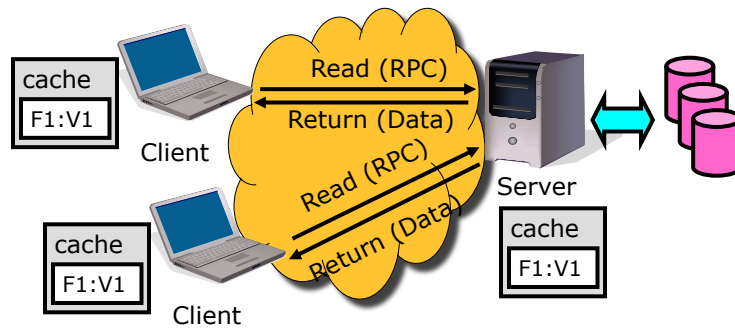 cache
F1:V1
Client
Read (RPC)
Return (Data)
Server
Read (RPC)
Return (Data)
cache
F1:V1
Client
cache
F1:V1